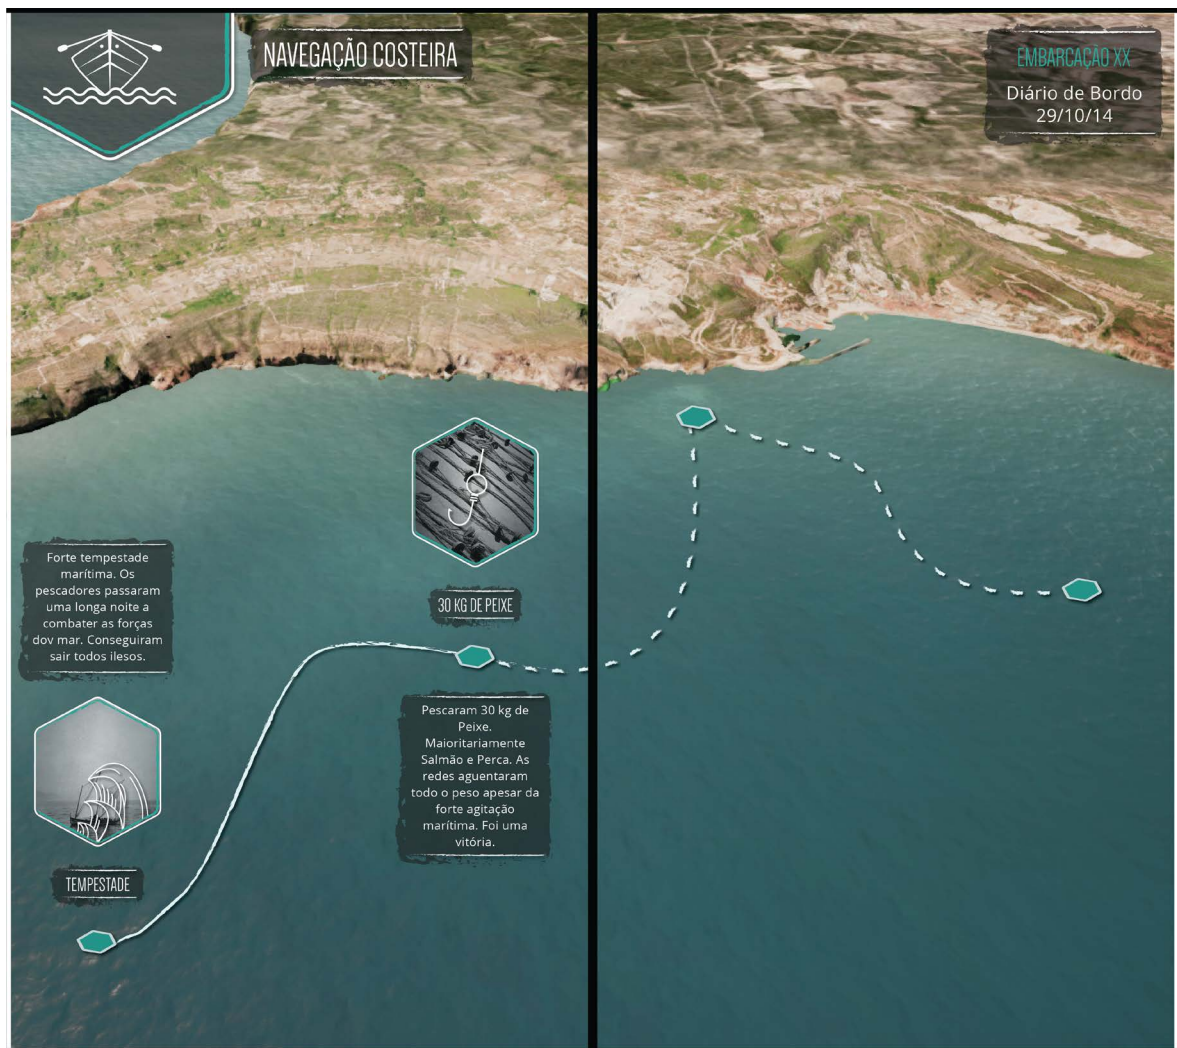 NAVEGAÇÃO COSTEIRA
EMBARCAÇÃO XX
Diário de Bordo
29/10/14
Forte tempestade
marítima. Os
pescadores passaram
uma longa noite a
combater as forças
dov mar. Conseguiram
sair todos ilesos.
TEMPESTADE
30 KG DE PEIXE
Pescaram 30 kg de
Peixe.
Maioritariamente
Salmão e Perca. As
redes aguentaram
todo o peso apesar da
forte agitação
marítima. Foi uma
vitória.